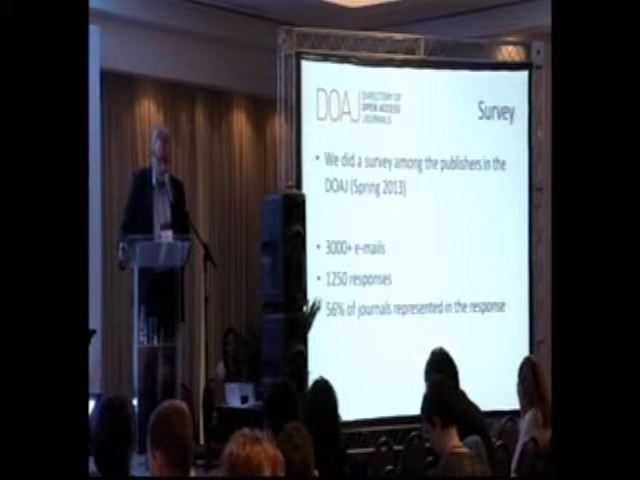 DOAJ
DIRECTORY OF
OPEN ACCESS
JOURNALS
Survey
• We did a survey among the publishers in the
DOAJ (Spring 2013)
• 3000+ e-mails
• 1250 responses
• 56% of journals represented in the response